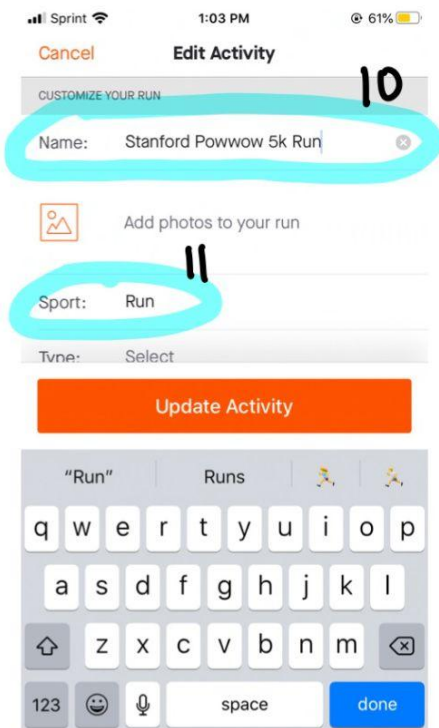 Sprint 1:03 PM 61%
Cancel Edit Activity
10
CUSTOMIZE YOUR RUN
Name: Stanford Powwow 5k Run
Add photos to your run
11
Sport: Run
Type: Select
Update Activity
“Run” Runs
q w e r t y u i o p
a s d f g h j k l
z x c v b n m
123 space done